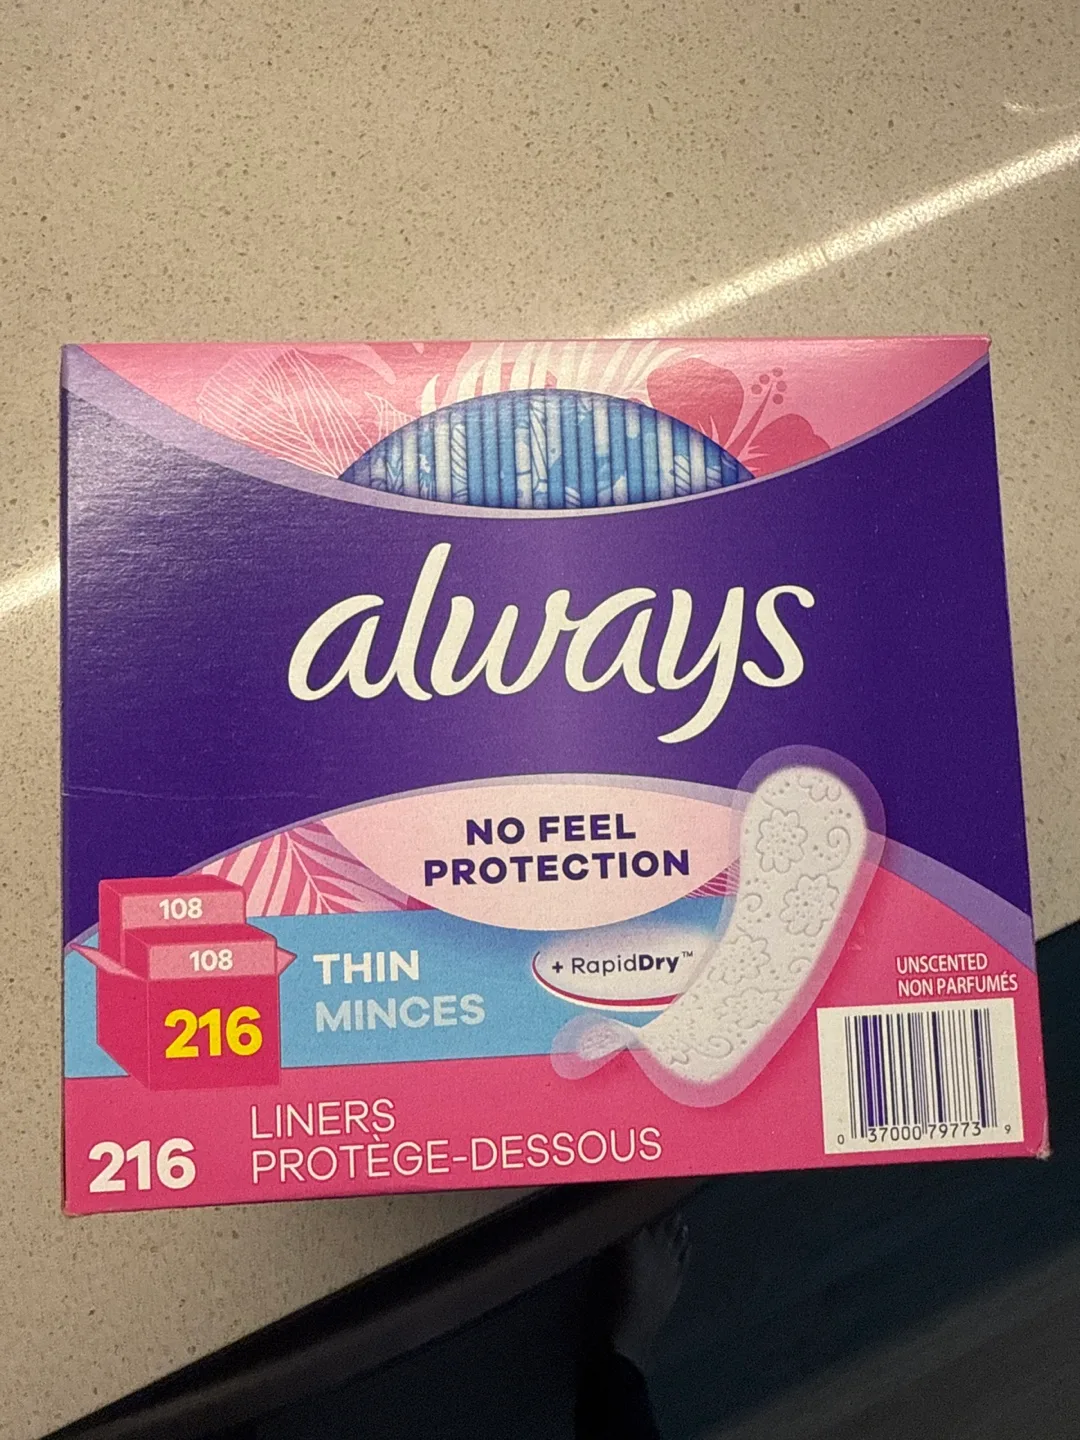 always
NO FEEL
PROTECTION
108
108
216
THIN
MINCES
+ RapidDry™
UNSCENTED
NON PARFUMÉS
216
LINERS
PROTÈGE-DESSOUS
0 37000 79773 9